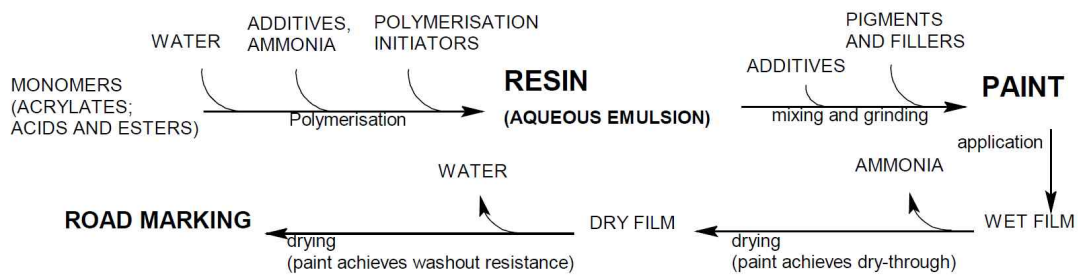 WATER
ADDITIVES,
AMMONIA
POLYMERISATION
INITIATORS
MONOMERS
(ACRYLATES;
ACIDS AND ESTERS)
Polymerisation
RESIN
(AQUEOUS EMULSION)
PIGMENTS
AND FILLERS
ADDITIVES
mixing and grinding
PAINT
application
AMMONIA
WET FILM
drying
(paint achieves dry-through)
DRY FILM
WATER
drying
(paint achieves washout resistance)
ROAD MARKING